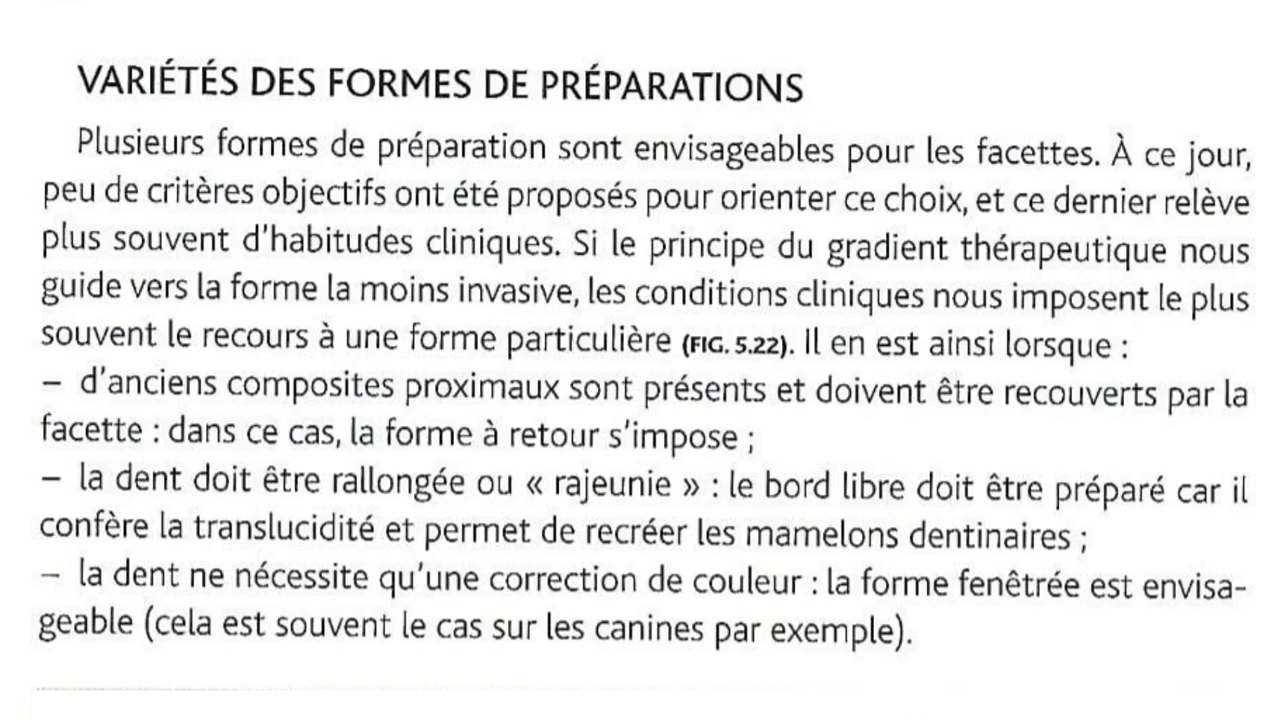 VARIÉTÉS DES FORMES DE PRÉPARATIONS
Plusieurs formes de préparation sont envisageables pour les facettes. À ce jour,
peu de critères objectifs ont été proposés pour orienter ce choix, et ce dernier relève
plus souvent d'habitudes cliniques. Si le principe du gradient thérapeutique nous
guide vers la forme la moins invasive, les conditions cliniques nous imposent le plus
souvent le recours à une forme particulière (FIG. 5.22). Il en est ainsi lorsque :
– d'anciens composites proximaux sont présents et doivent être recouverts par la
facette : dans ce cas, la forme à retour s'impose ;
– la dent doit être rallongée ou « rajeunie » : le bord libre doit être préparé car il
confère la translucidité et permet de recréer les mamelons dentinaires ;
– la dent ne nécessite qu'une correction de couleur : la forme fenêtrée est envisa-
geable (cela est souvent le cas sur les canines par exemple).